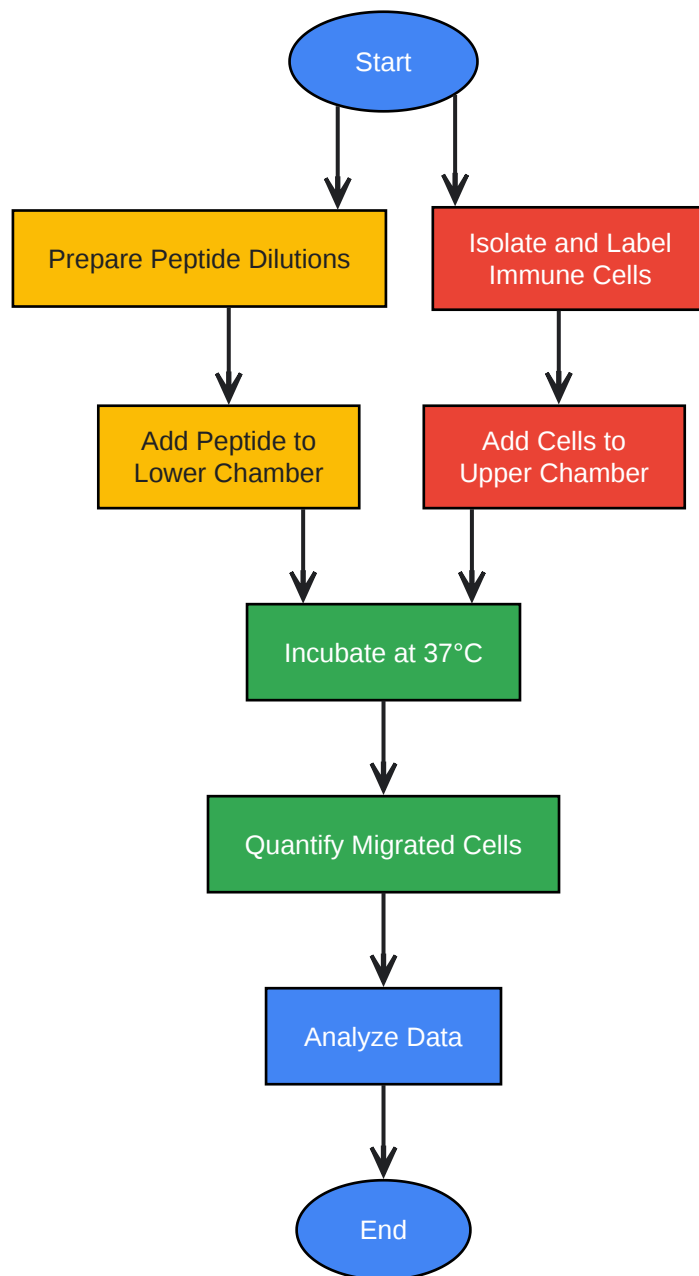 Start
Prepare Peptide Dilutions
Isolate and Label
Immune Cells
Add Peptide to
Lower Chamber
Add Cells to
Upper Chamber
Incubate at 37°C
Quantify Migrated Cells
Analyze Data
End